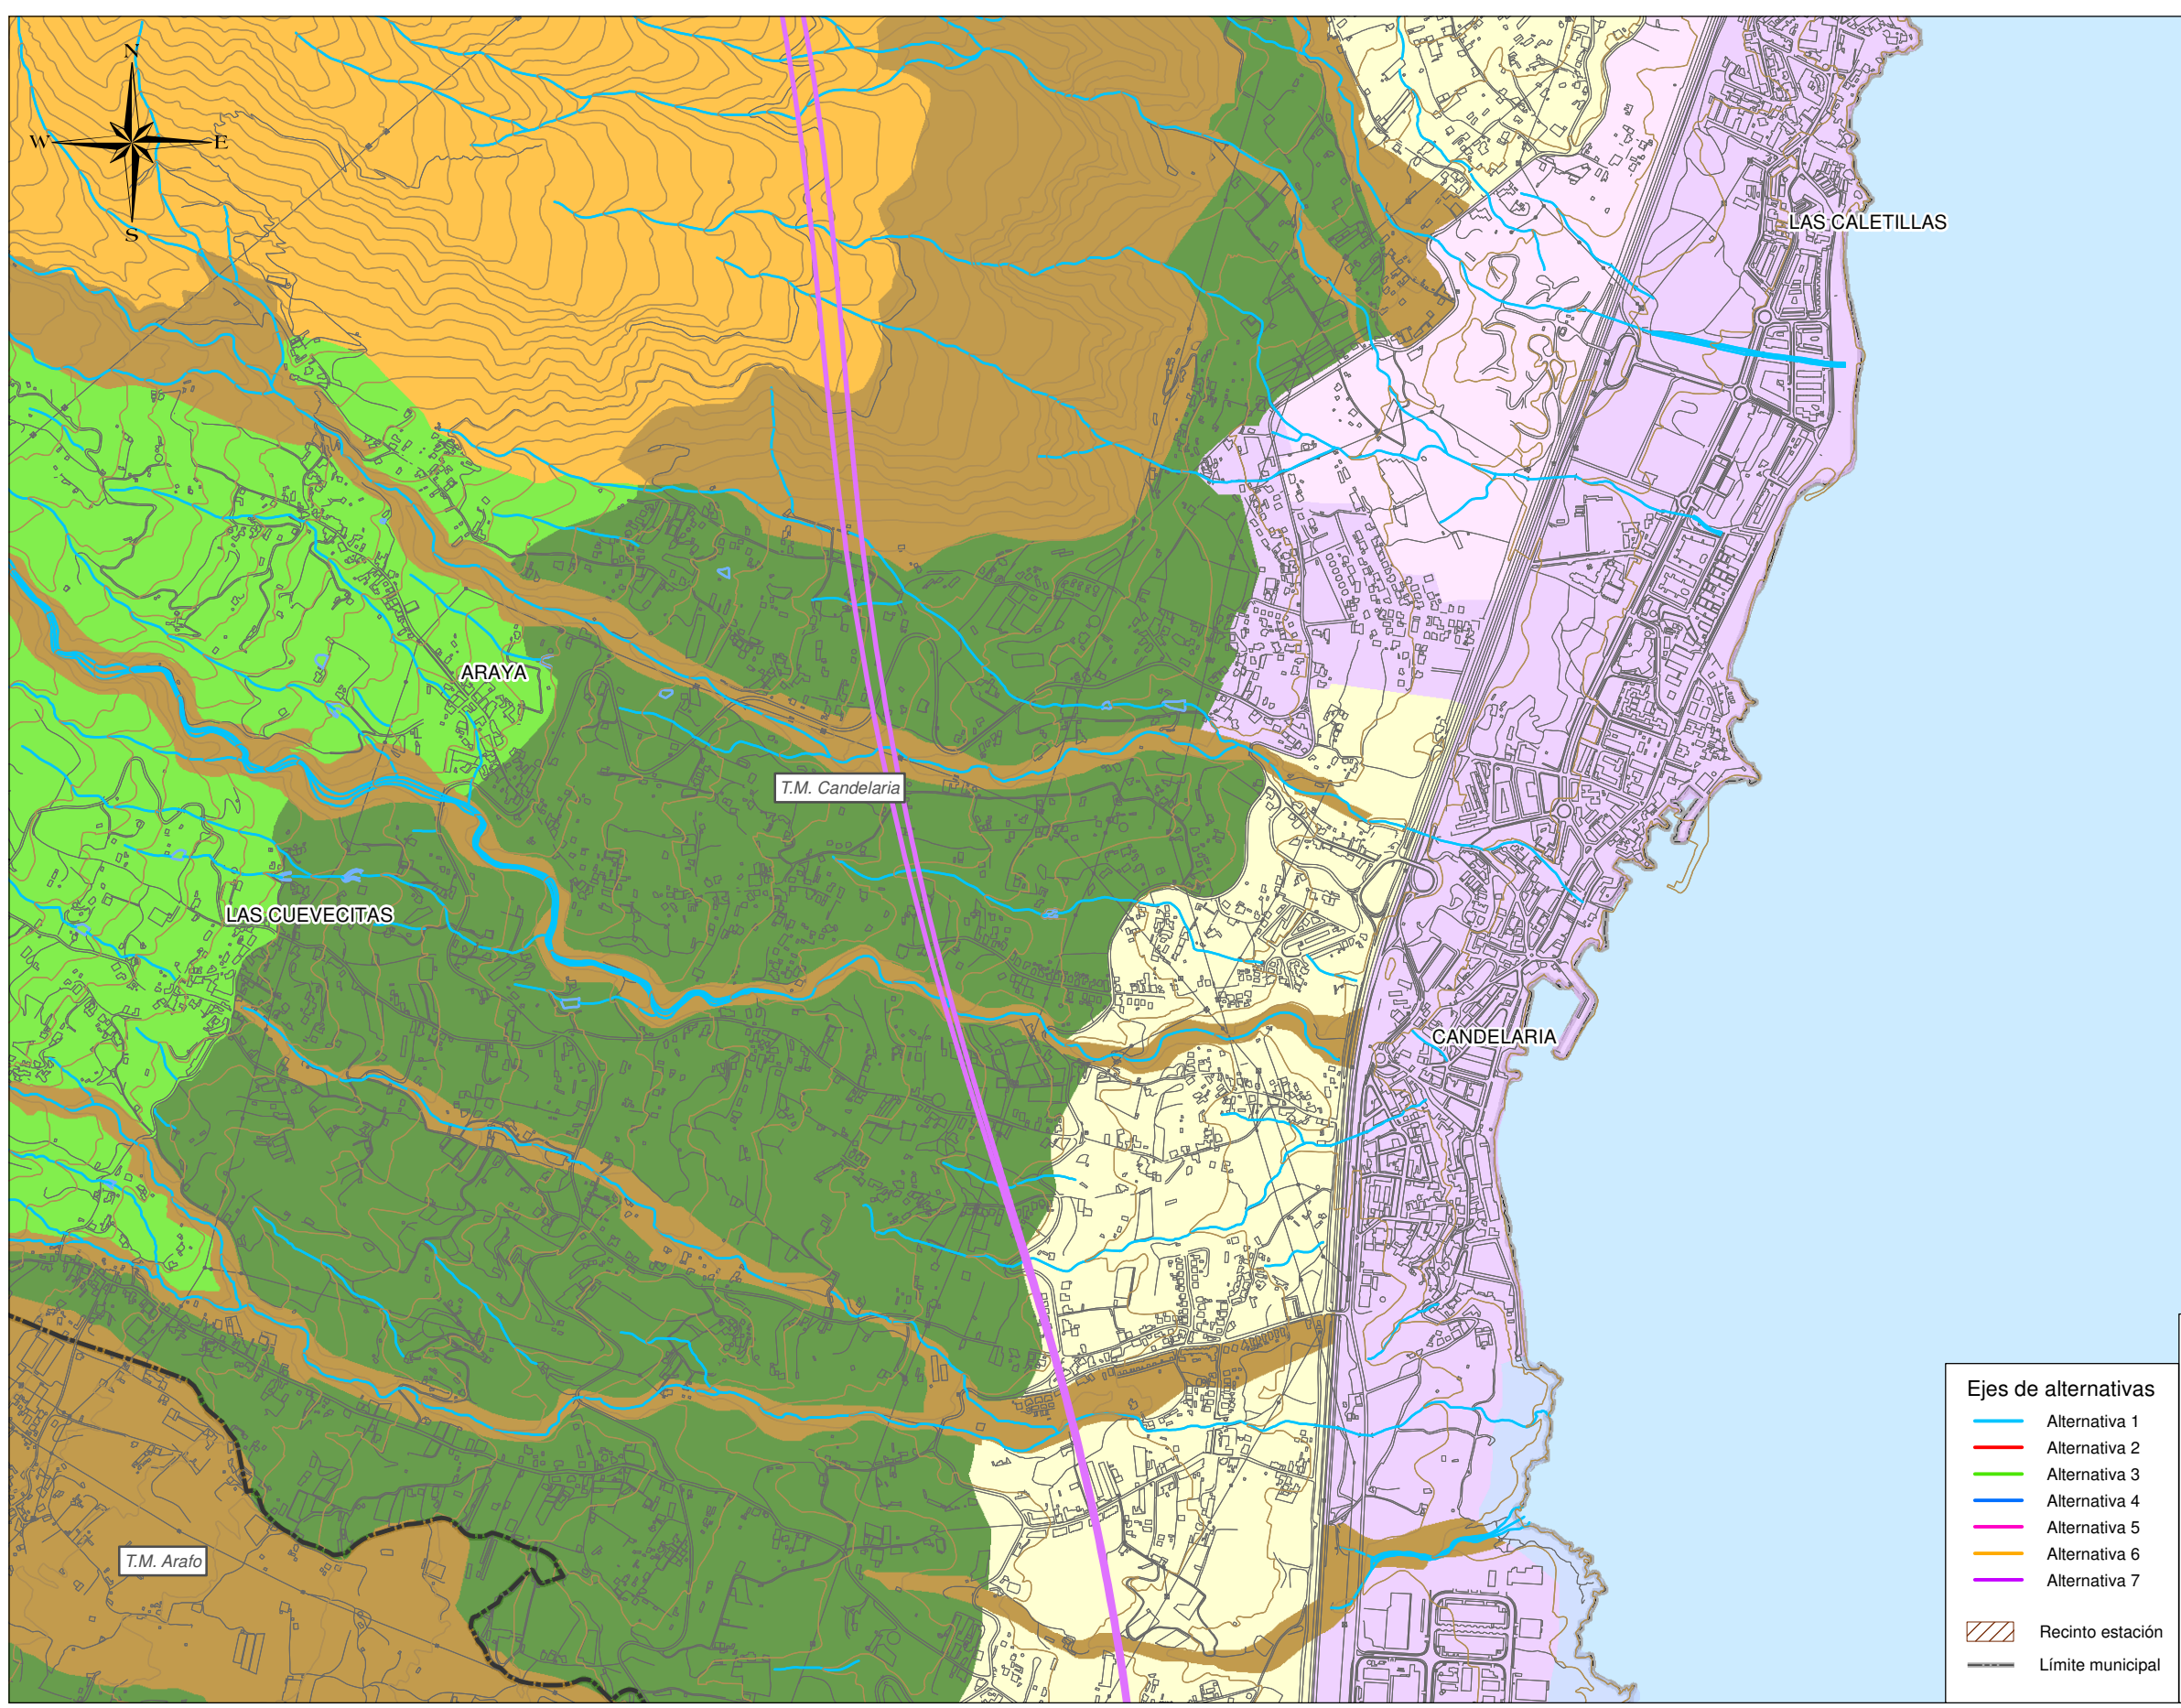 N
W
E
S
LAS CALETILLAS
ARAYA
T.M. Candelaria
LAS CUEVECITAS
CANDELARIA
T.M. Arafo
Ejes de alternativas
Alternativa 1
Alternativa 2
Alternativa 3
Alternativa 4
Alternativa 5
Alternativa 6
Alternativa 7
Recinto estación
Límite municipal